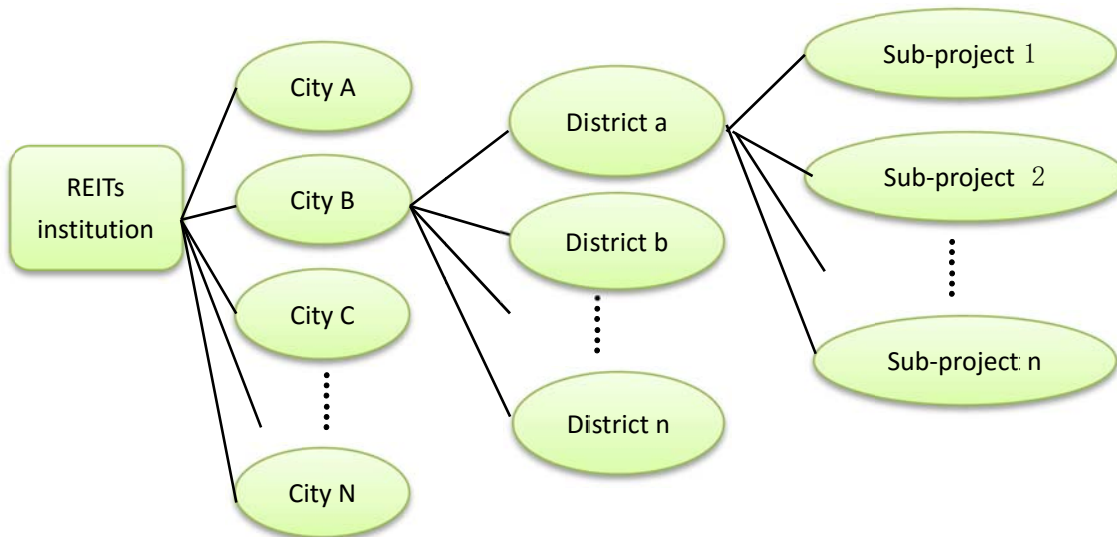 REITs
institution
City A
City B
City C
City N
District a
District b
District n
Sub-project 1
Sub-project 2
Sub-project n